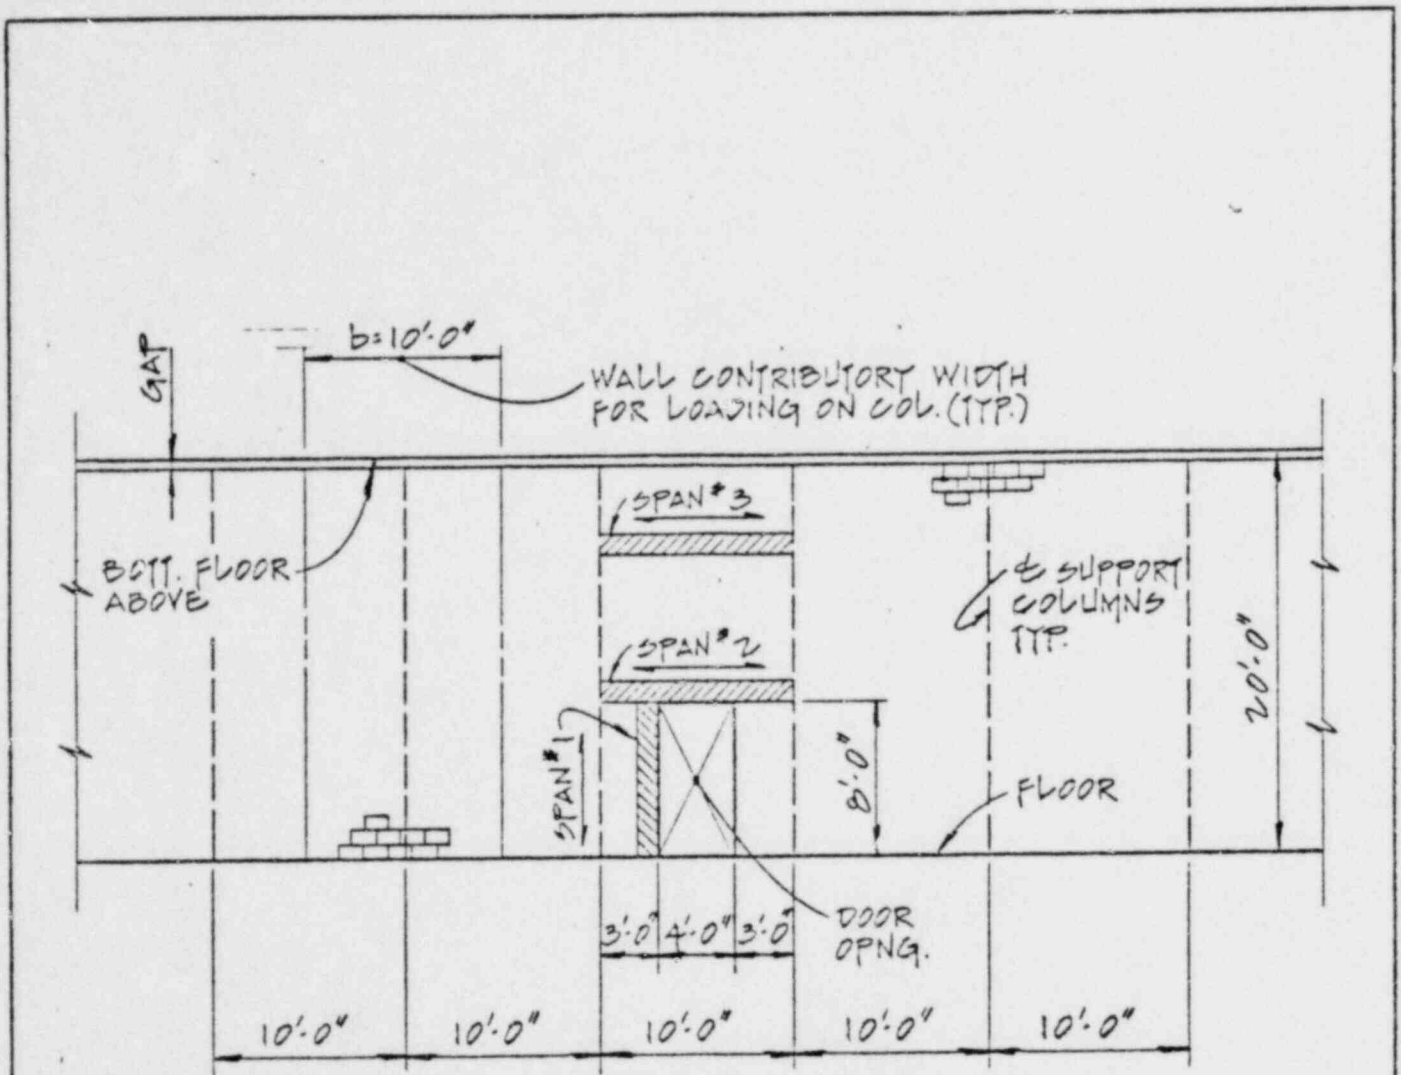 b=10'-0"
GAP
WALL CONTRIBUTORY WIDTH
FOR LOADING ON COL. (TYP.)
SPAN #3
BOTT. FLOOR
ABOVE
℄ SUPPORT
COLUMNS
TYP.
SPAN #2
20'-0"
SPAN #1
8'-0"
FLOOR
3'-0" 4'-0" 3'-0"
DOOR
OPNG.
10'-0" 10'-0" 10'-0" 10'-0" 10'-0"